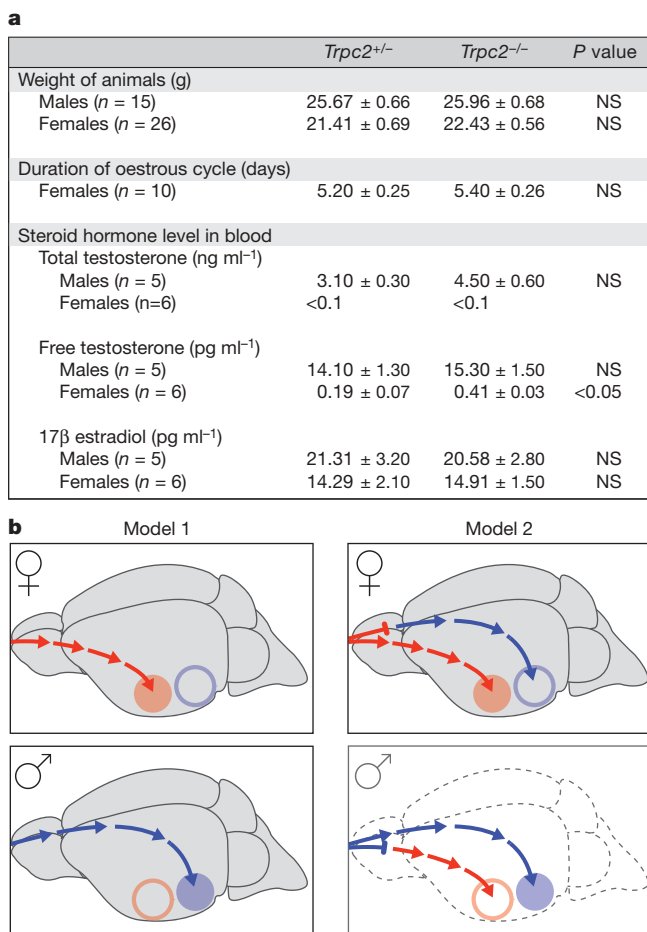 a
Trpc2+/− Trpc2−/− P value
Weight of animals (g)
Males (n = 15) 25.67 ± 0.66 25.96 ± 0.68 NS
Females (n = 26) 21.41 ± 0.69 22.43 ± 0.56 NS
Duration of oestrous cycle (days)
Females (n = 10) 5.20 ± 0.25 5.40 ± 0.26 NS
Steroid hormone level in blood
Total testosterone (ng ml−1)
Males (n = 5) 3.10 ± 0.30 4.50 ± 0.60 NS
Females (n=6) <0.1 <0.1
Free testosterone (pg ml−1)
Males (n = 5) 14.10 ± 1.30 15.30 ± 1.50 NS
Females (n = 6) 0.19 ± 0.07 0.41 ± 0.03 <0.05
17β estradiol (pg ml−1)
Males (n = 5) 21.31 ± 3.20 20.58 ± 2.80 NS
Females (n = 6) 14.29 ± 2.10 14.91 ± 1.50 NS
b
Model 1 Model 2
♀ ♀
♂ ♂